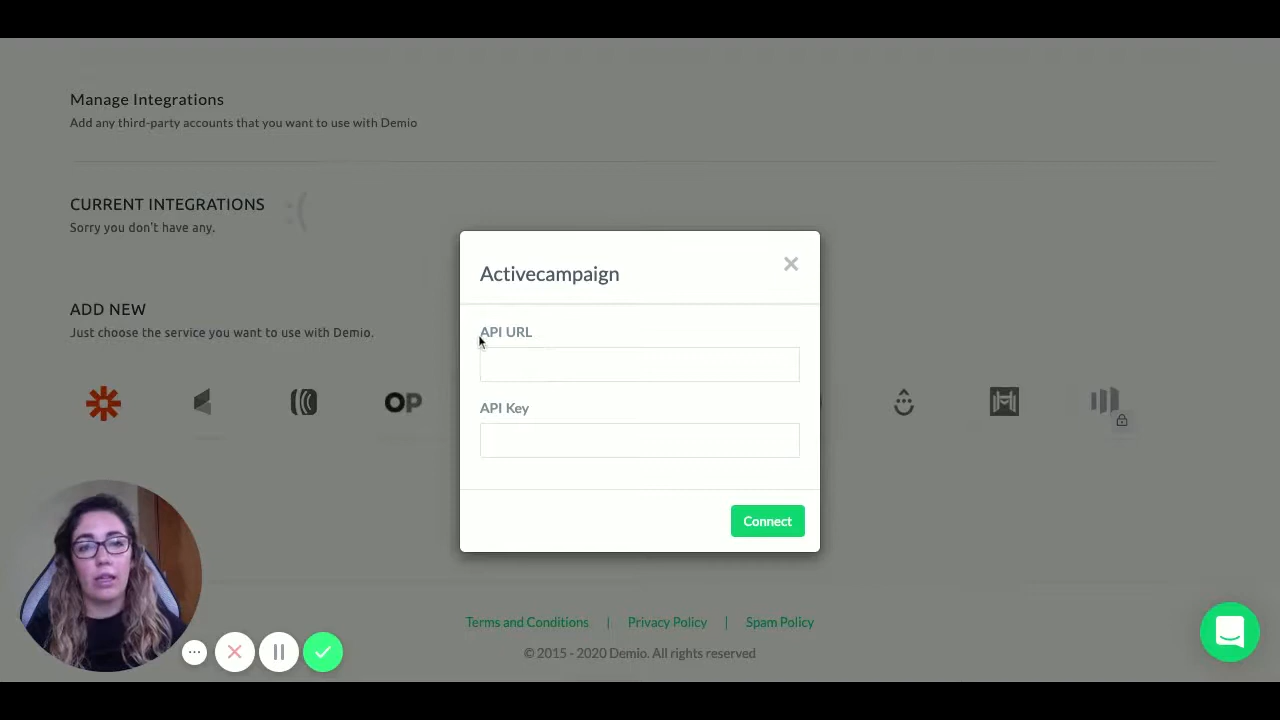 Manage Integrations
Add any third-party accounts that you want to use with Demio
CURRENT INTEGRATIONS :(
Sorry you don't have any.
ADD NEW
Just choose the service you want to use with Demio.
OP
Activecampaign
API URL
API Key
Connect
Terms and Conditions | Privacy Policy | Spam Policy
© 2015 - 2020 Demio. All rights reserved